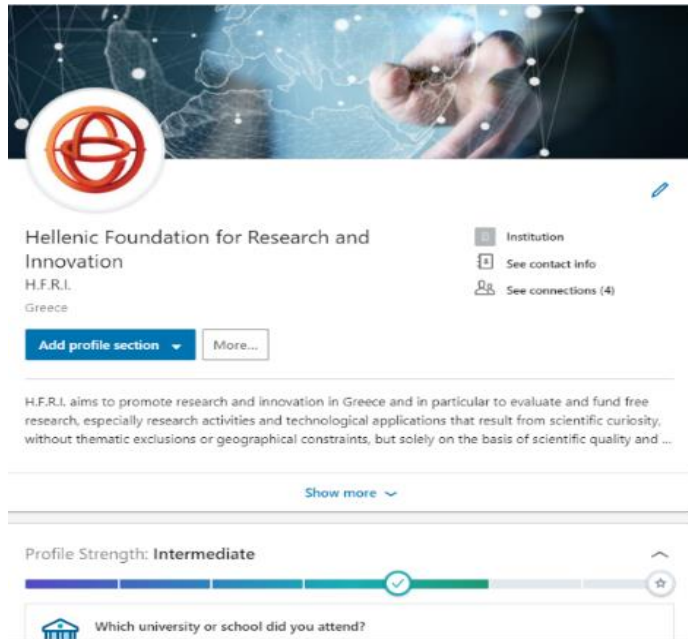 Hellenic Foundation for Research and
Innovation
H.F.R.I.
Greece
Institution
See contact info
See connections (4)
Add profile section
More...
H.F.R.I. aims to promote research and innovation in Greece and in particular to evaluate and fund free
research, especially research activities and technological applications that result from scientific curiosity,
without thematic exclusions or geographical constraints, but solely on the basis of scientific quality and ...
Show more
Profile Strength: Intermediate
Which university or school did you attend?